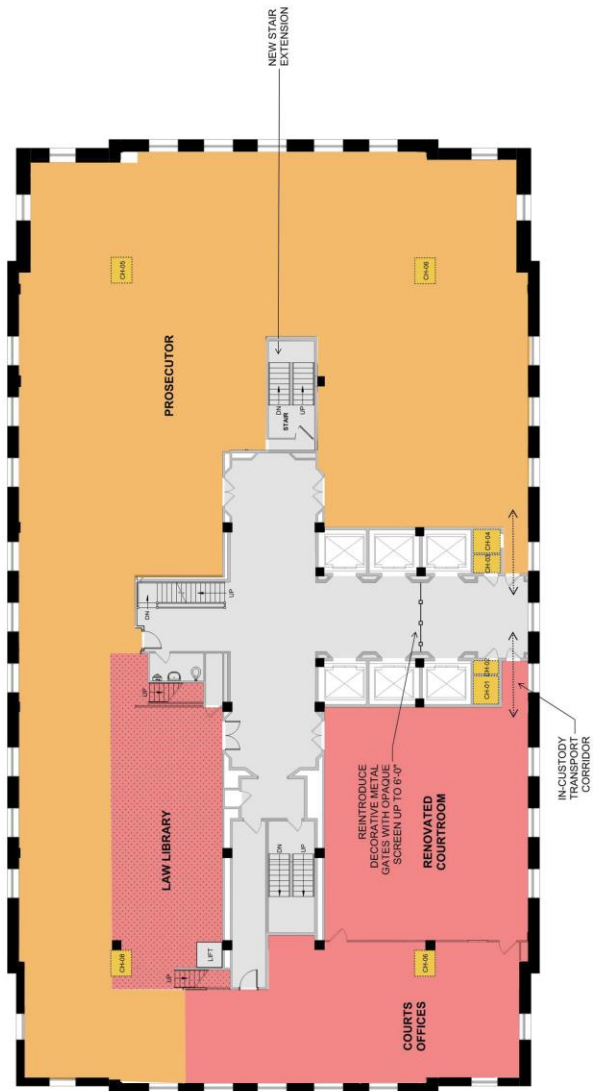 NEW STAIR
EXTENSION
CH-05
CH-06
PROSECUTOR
DN
UP
STAIR
CH-03
CH-04
DN
UP
UP
CH-01
CH-02
IN-CUSTODY
TRANSPORT
CORRIDOR
REINTRODUCE
DECORATIVE METAL
GATES WITH OPAQUE
SCREEN UP TO 6'-0"
RENOVATED
COURTROOM
LAW LIBRARY
DN
UP
LIFT
UP
CH-08
CH-06
COURTS
OFFICES